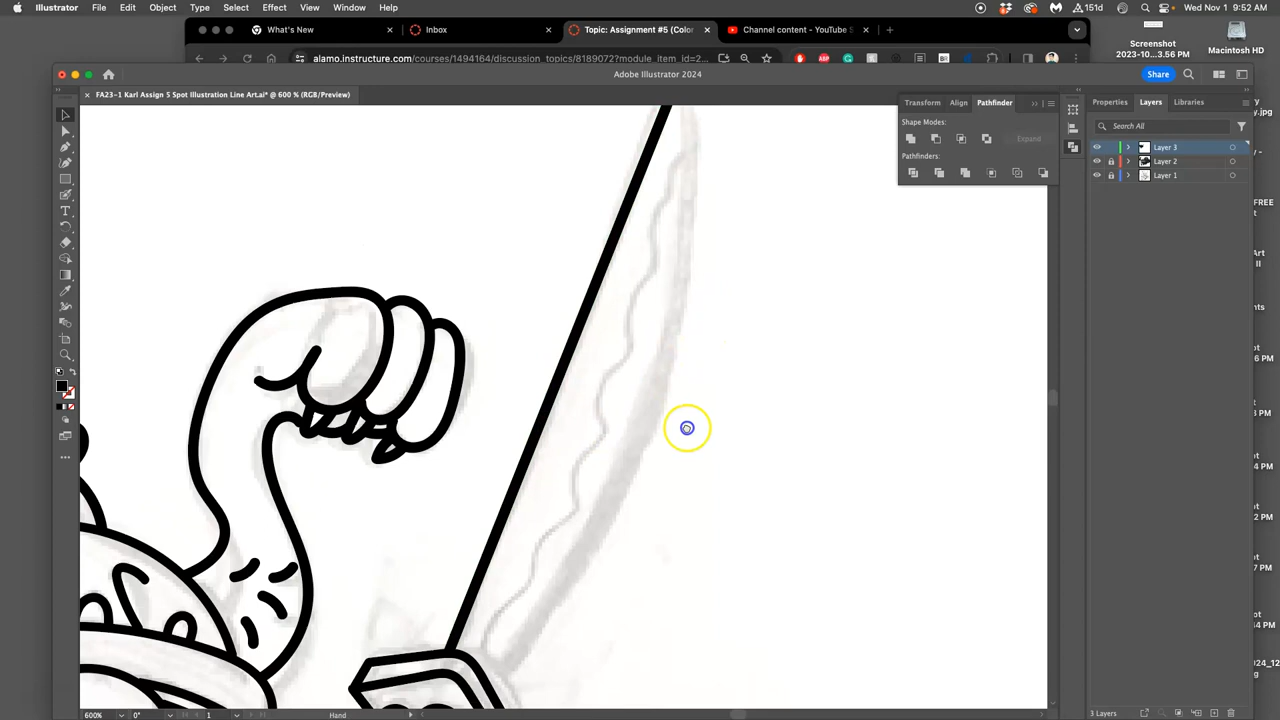 Illustrator File Edit Object Type Select Effect View Window Help
151d
Wed Nov 1 9:52 AM
What's New
Inbox
Topic: Assignment #5 (Color
Channel content - YouTube S
alamo.instructure.com/courses/1494164/discussion_topics/8189072?module_item_id=2...
Screenshot
2023-10...3.56 PM
Macintosh HD
Adobe Illustrator 2024
Share
FA23-1 Karl Assign 5 Spot Illustration Line Art.ai* @ 600 % (RGB/Preview)
Transform Align Pathfinder
Shape Modes:
Expand
Pathfinders:
Properties Layers Libraries
Search All
Layer 3
Layer 2
Layer 1
600% 0° 1 Hand
3 Layers